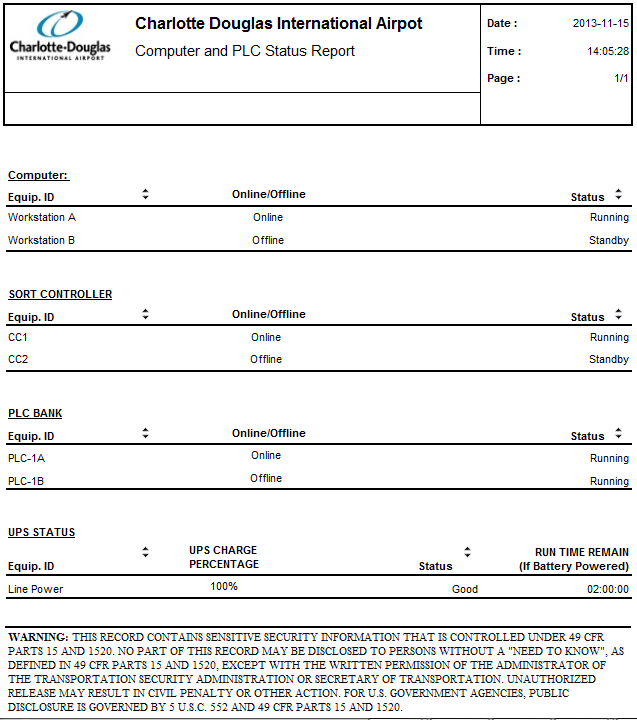 Charlotte-Douglas
INTERNATIONAL AIRPORT
Charlotte Douglas International Airpot
Computer and PLC Status Report
Date : 2013-11-15
Time : 14:05:28
Page : 1/1
Computer:
Equip. ID Online/Offline Status
Workstation A Online Running
Workstation B Offline Standby
SORT CONTROLLER
Equip. ID Online/Offline Status
CC1 Online Running
CC2 Offline Standby
PLC BANK
Equip. ID Online/Offline Status
PLC-1A Online Running
PLC-1B Offline Running
UPS STATUS
UPS CHARGE RUN TIME REMAIN
Equip. ID PERCENTAGE Status (If Battery Powered)
Line Power 100% Good 02:00:00
WARNING: THIS RECORD CONTAINS SENSITIVE SECURITY INFORMATION THAT IS CONTROLLED UNDER 49 CFR
PARTS 15 AND 1520. NO PART OF THIS RECORD MAY BE DISCLOSED TO PERSONS WITHOUT A "NEED TO KNOW", AS
DEFINED IN 49 CFR PARTS 15 AND 1520, EXCEPT WITH THE WRITTEN PERMISSION OF THE ADMINISTRATOR OF
THE TRANSPORTATION SECURITY ADMINISTRATION OR SECRETARY OF TRANSPORTATION. UNAUTHORIZED
RELEASE MAY RESULT IN CIVIL PENALTY OR OTHER ACTION. FOR U.S. GOVERNMENT AGENCIES, PUBLIC
DISCLOSURE IS GOVERNED BY 5 U.S.C. 552 AND 49 CFR PARTS 15 AND 1520.